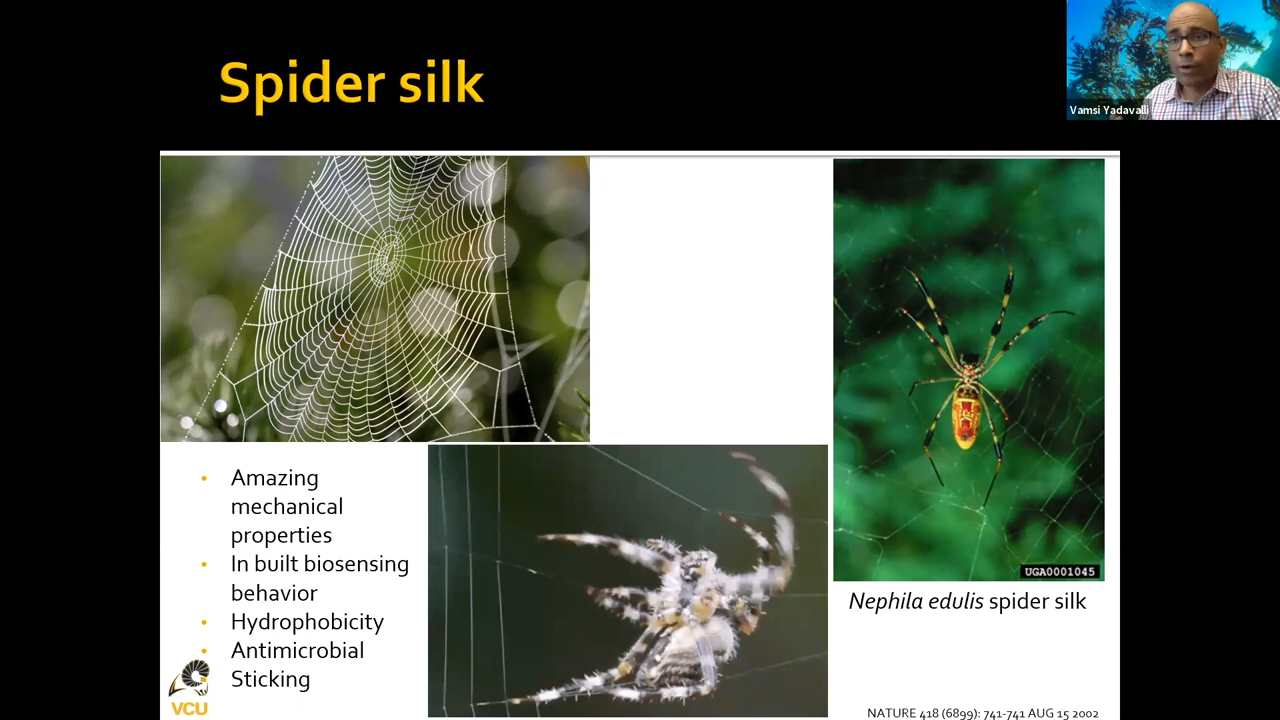 Spider silk
Vamsi Yadavalli
• Amazing
mechanical
properties
• In built biosensing
behavior
• Hydrophobicity
• Antimicrobial
• Sticking
UGA0001045
Nephila edulis spider silk
VCU
NATURE 418 (6899): 741-741 AUG 15 2002